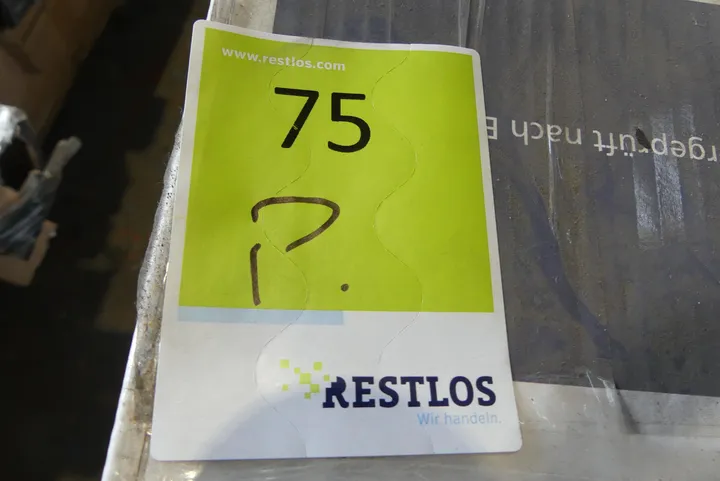 www.restlos.com
75
P.
RESTLOS
Wir handeln.
rgeprüft nach E